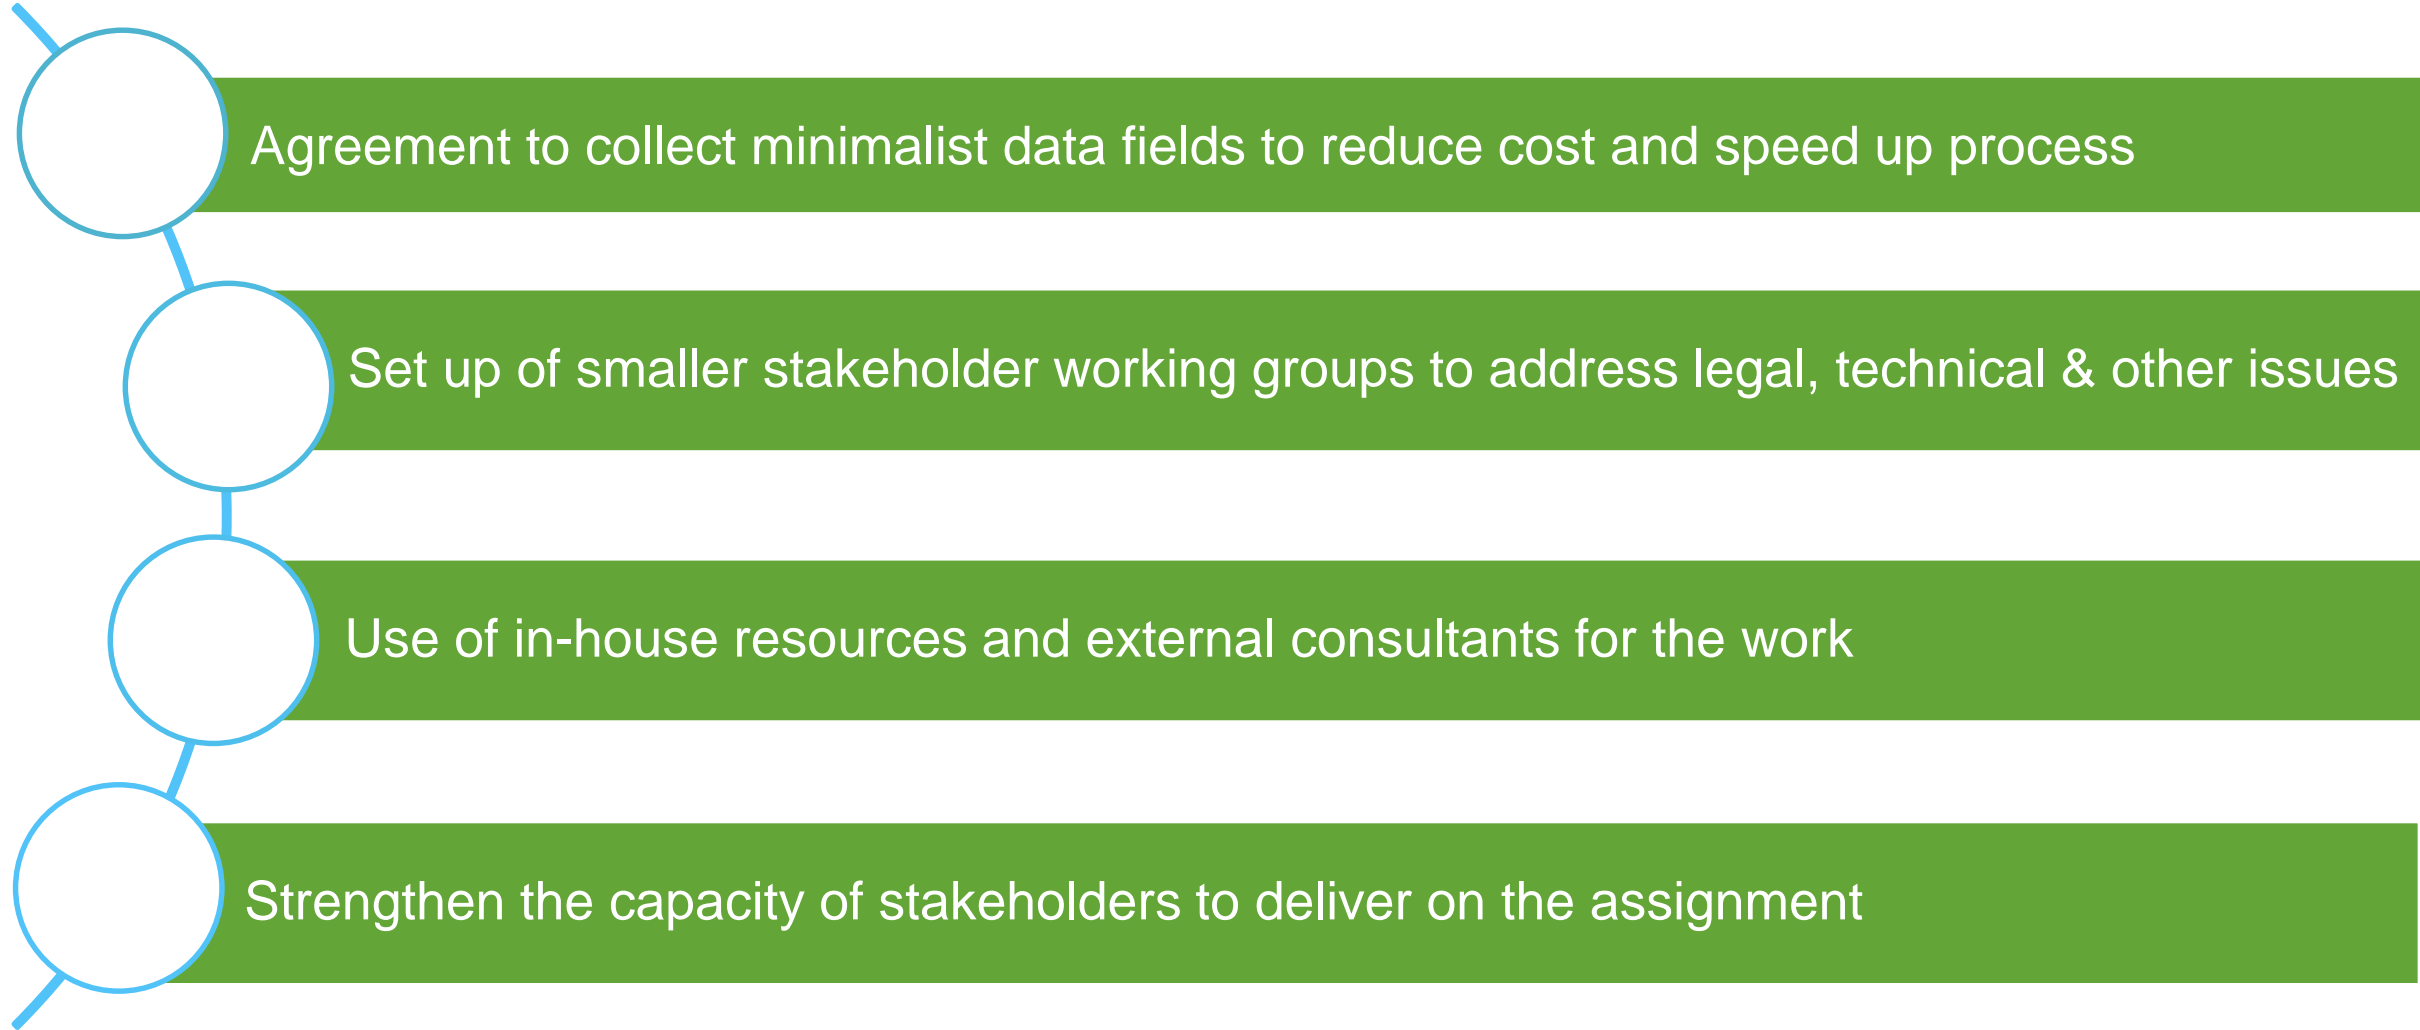 Agreement to collect minimalist data fields to reduce cost and speed up process
Set up of smaller stakeholder working groups to address legal, technical & other issues
Use of in-house resources and external consultants for the work
Strengthen the capacity of stakeholders to deliver on the assignment